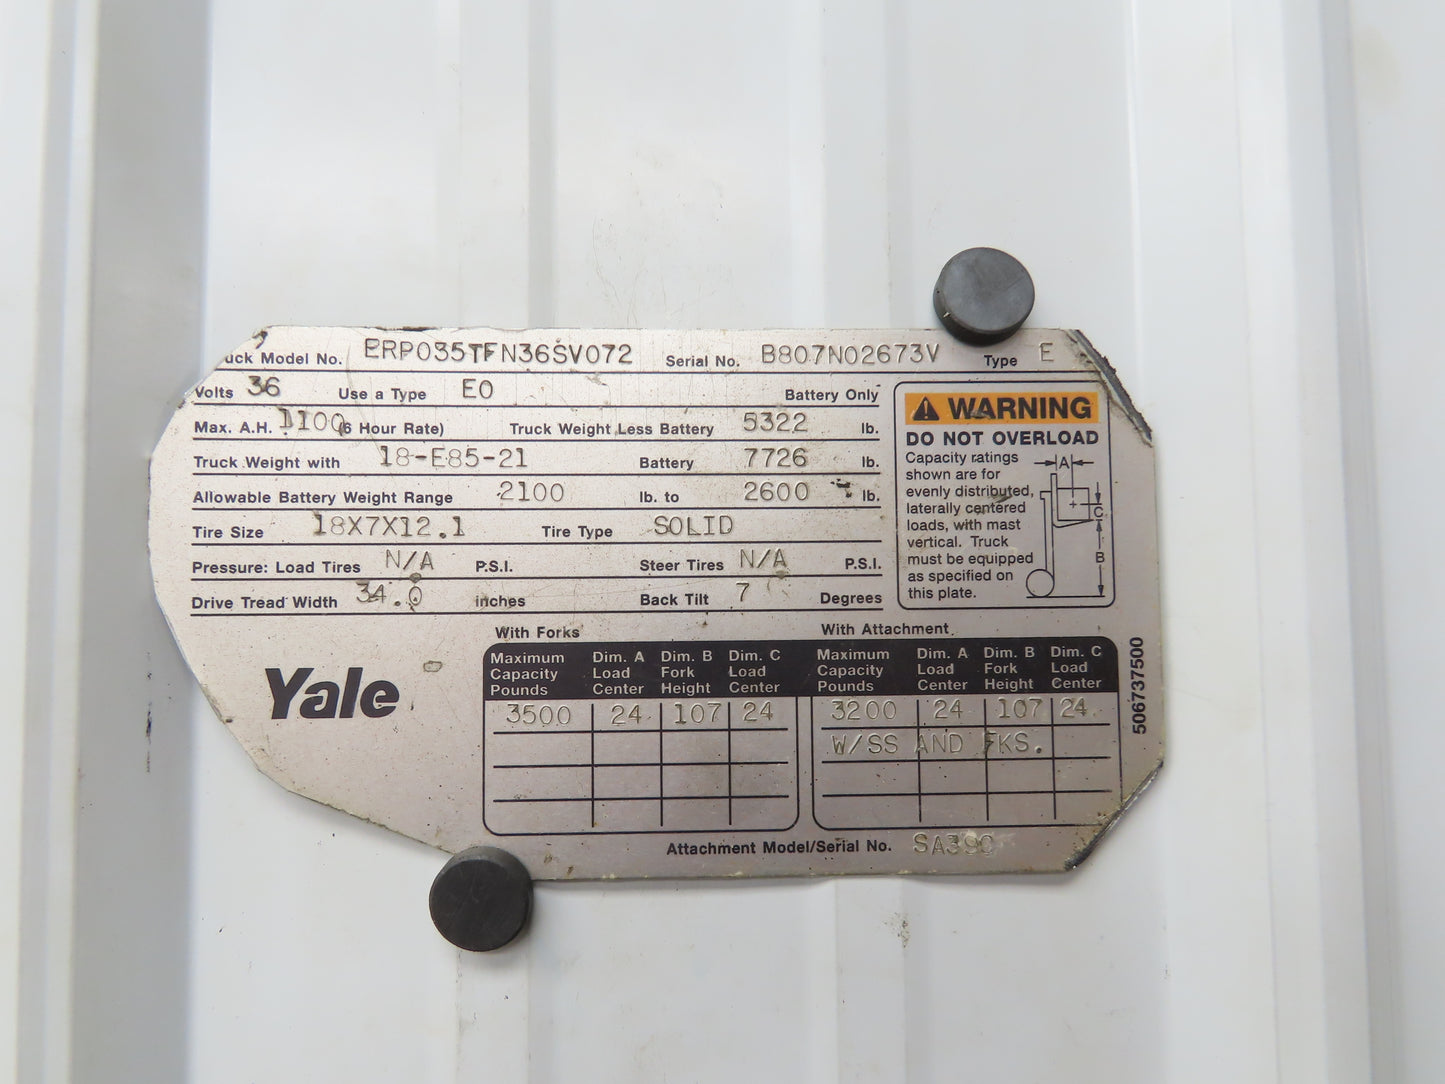 uck Model No. ERP035TFN36SV072 Serial No. B807N02673V Type E
Volts 36 Use a Type EO Battery Only
Max. A.H. 1100 (6 Hour Rate) Truck Weight Less Battery 5322 lb.
Truck Weight with 18-E85-21 Battery 7726 lb.
Allowable Battery Weight Range 2100 lb. to 2600 lb.
Tire Size 18X7X12.1 Tire Type SOLID
Pressure: Load Tires N/A P.S.I. Steer Tires N/A P.S.I.
Drive Tread Width 34.0 inches Back Tilt 7 Degrees
WARNING
DO NOT OVERLOAD
Capacity ratings
shown are for
evenly distributed,
laterally centered
loads, with mast
vertical. Truck
must be equipped
as specified on
this plate.
A
C
B
Yale
With Forks With Attachment
Maximum Dim. A Dim. B Dim. C Maximum Dim. A Dim. B Dim. C
Capacity Load Fork Load Capacity Load Fork Load
Pounds Center Height Center Pounds Center Height Center
3500 24 107 24 3200 24 107 24
W/SS AND FKS.
Attachment Model/Serial No. SA390
506737500